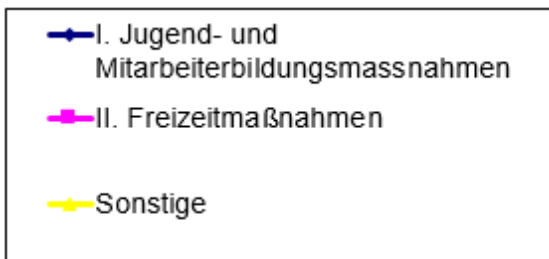 I. Jugend- und
Mitarbeiterbildungsmassnahmen
II. Freizeitmaßnahmen
Sonstige